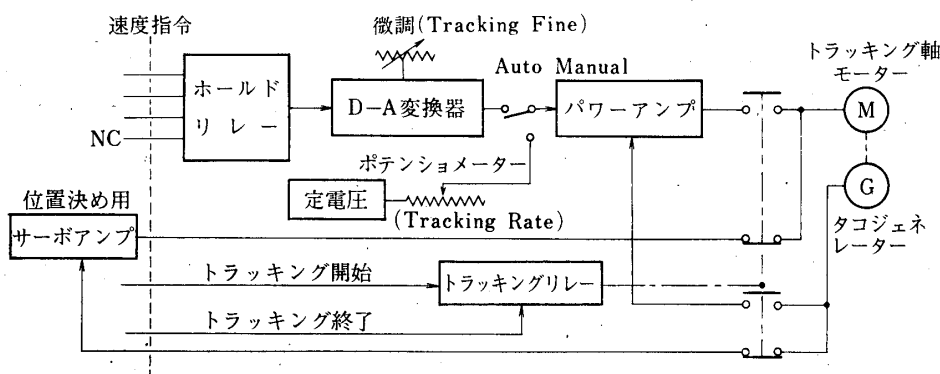 速度指令
微調(Tracking Fine)
トラッキング軸
モーター
ホールド
リレー
D-A変換器
Auto Manual
パワーアンプ
M
NC
ポテンショメーター
定電圧
(Tracking Rate)
G
タコジェネ
レーター
位置決め用
サーボアンプ
トラッキング開始
トラッキングリレー
トラッキング終了